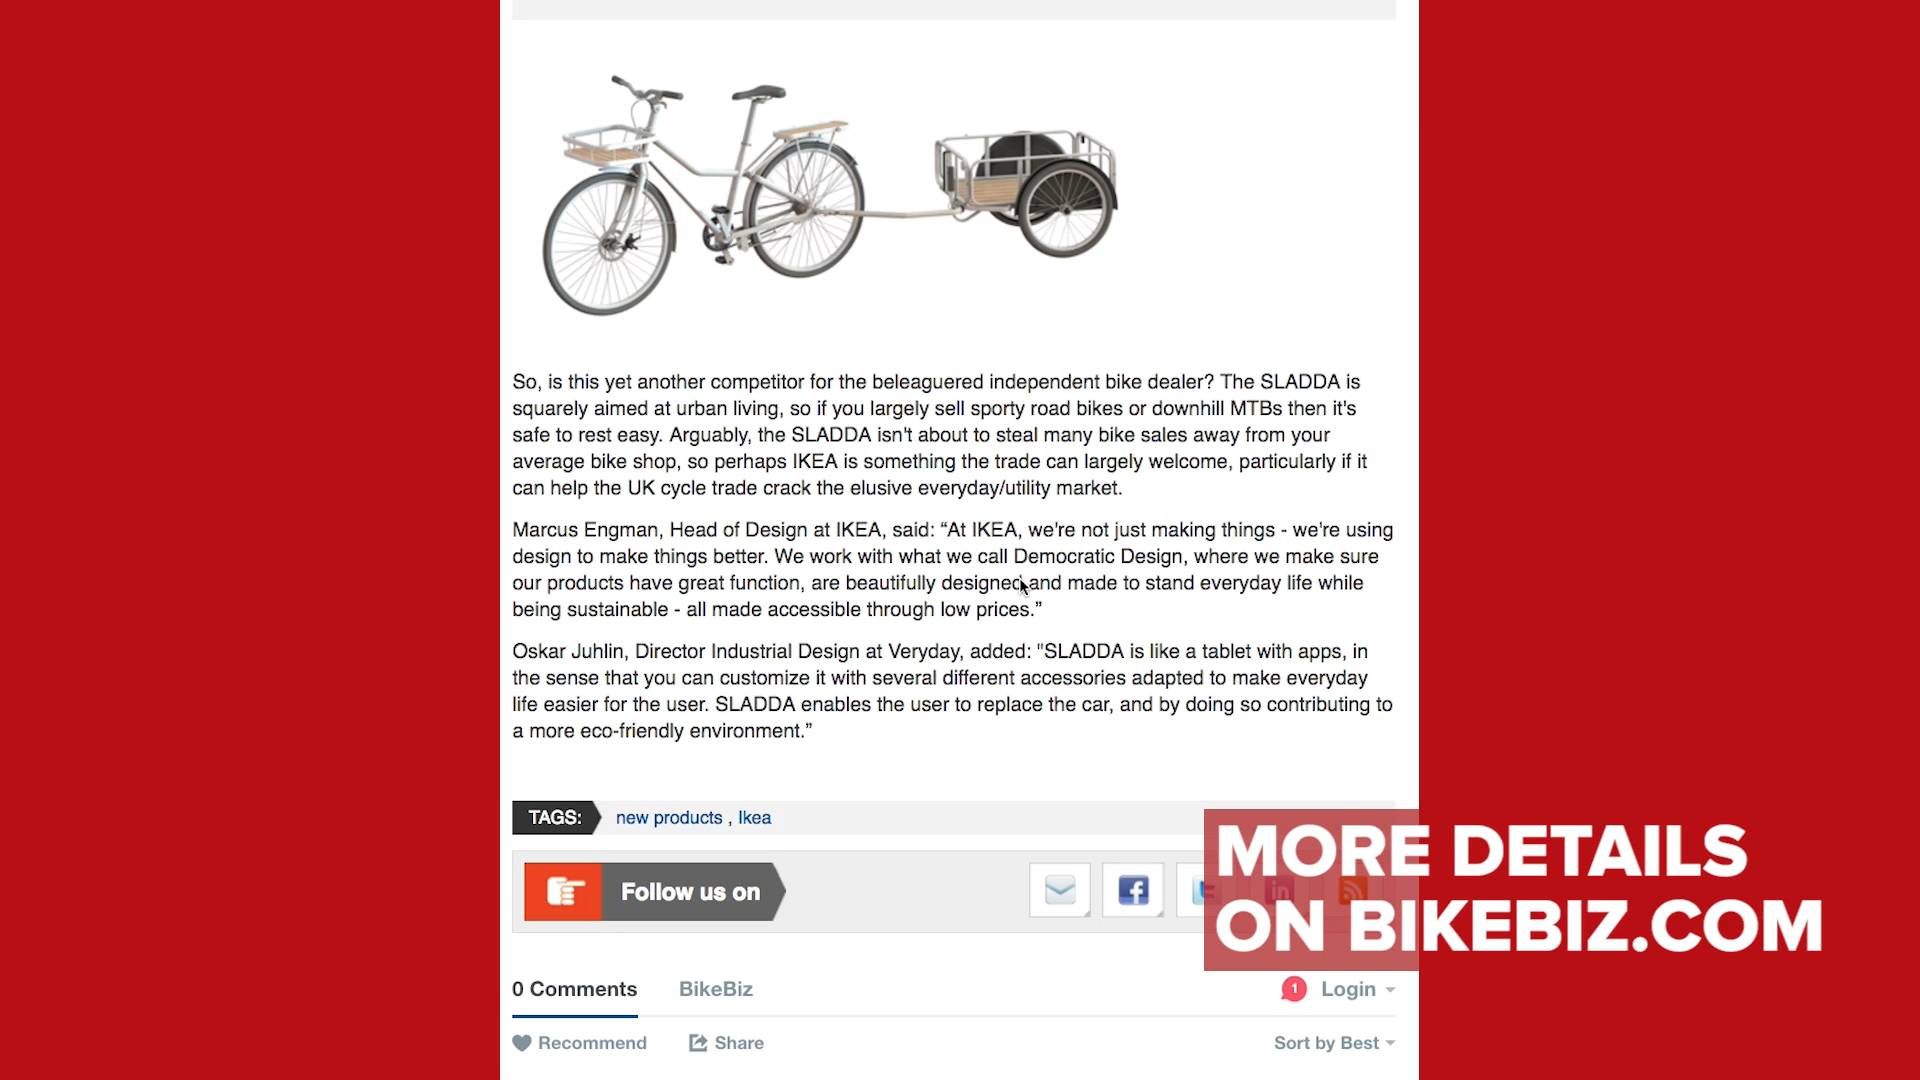 So, is this yet another competitor for the beleaguered independent bike dealer? The SLADDA is
squarely aimed at urban living, so if you largely sell sporty road bikes or downhill MTBs then it's
safe to rest easy. Arguably, the SLADDA isn't about to steal many bike sales away from your
average bike shop, so perhaps IKEA is something the trade can largely welcome, particularly if it
can help the UK cycle trade crack the elusive everyday/utility market.
Marcus Engman, Head of Design at IKEA, said: “At IKEA, we're not just making things - we're using
design to make things better. We work with what we call Democratic Design, where we make sure
our products have great function, are beautifully designed and made to stand everyday life while
being sustainable - all made accessible through low prices.”
Oskar Juhlin, Director Industrial Design at Veryday, added: "SLADDA is like a tablet with apps, in
the sense that you can customize it with several different accessories adapted to make everyday
life easier for the user. SLADDA enables the user to replace the car, and by doing so contributing to
a more eco-friendly environment.”
TAGS: new products , Ikea
Follow us on
f t in
MORE DETAILS
ON BIKEBIZ.COM
0 Comments BikeBiz 1 Login
Recommend Share Sort by Best